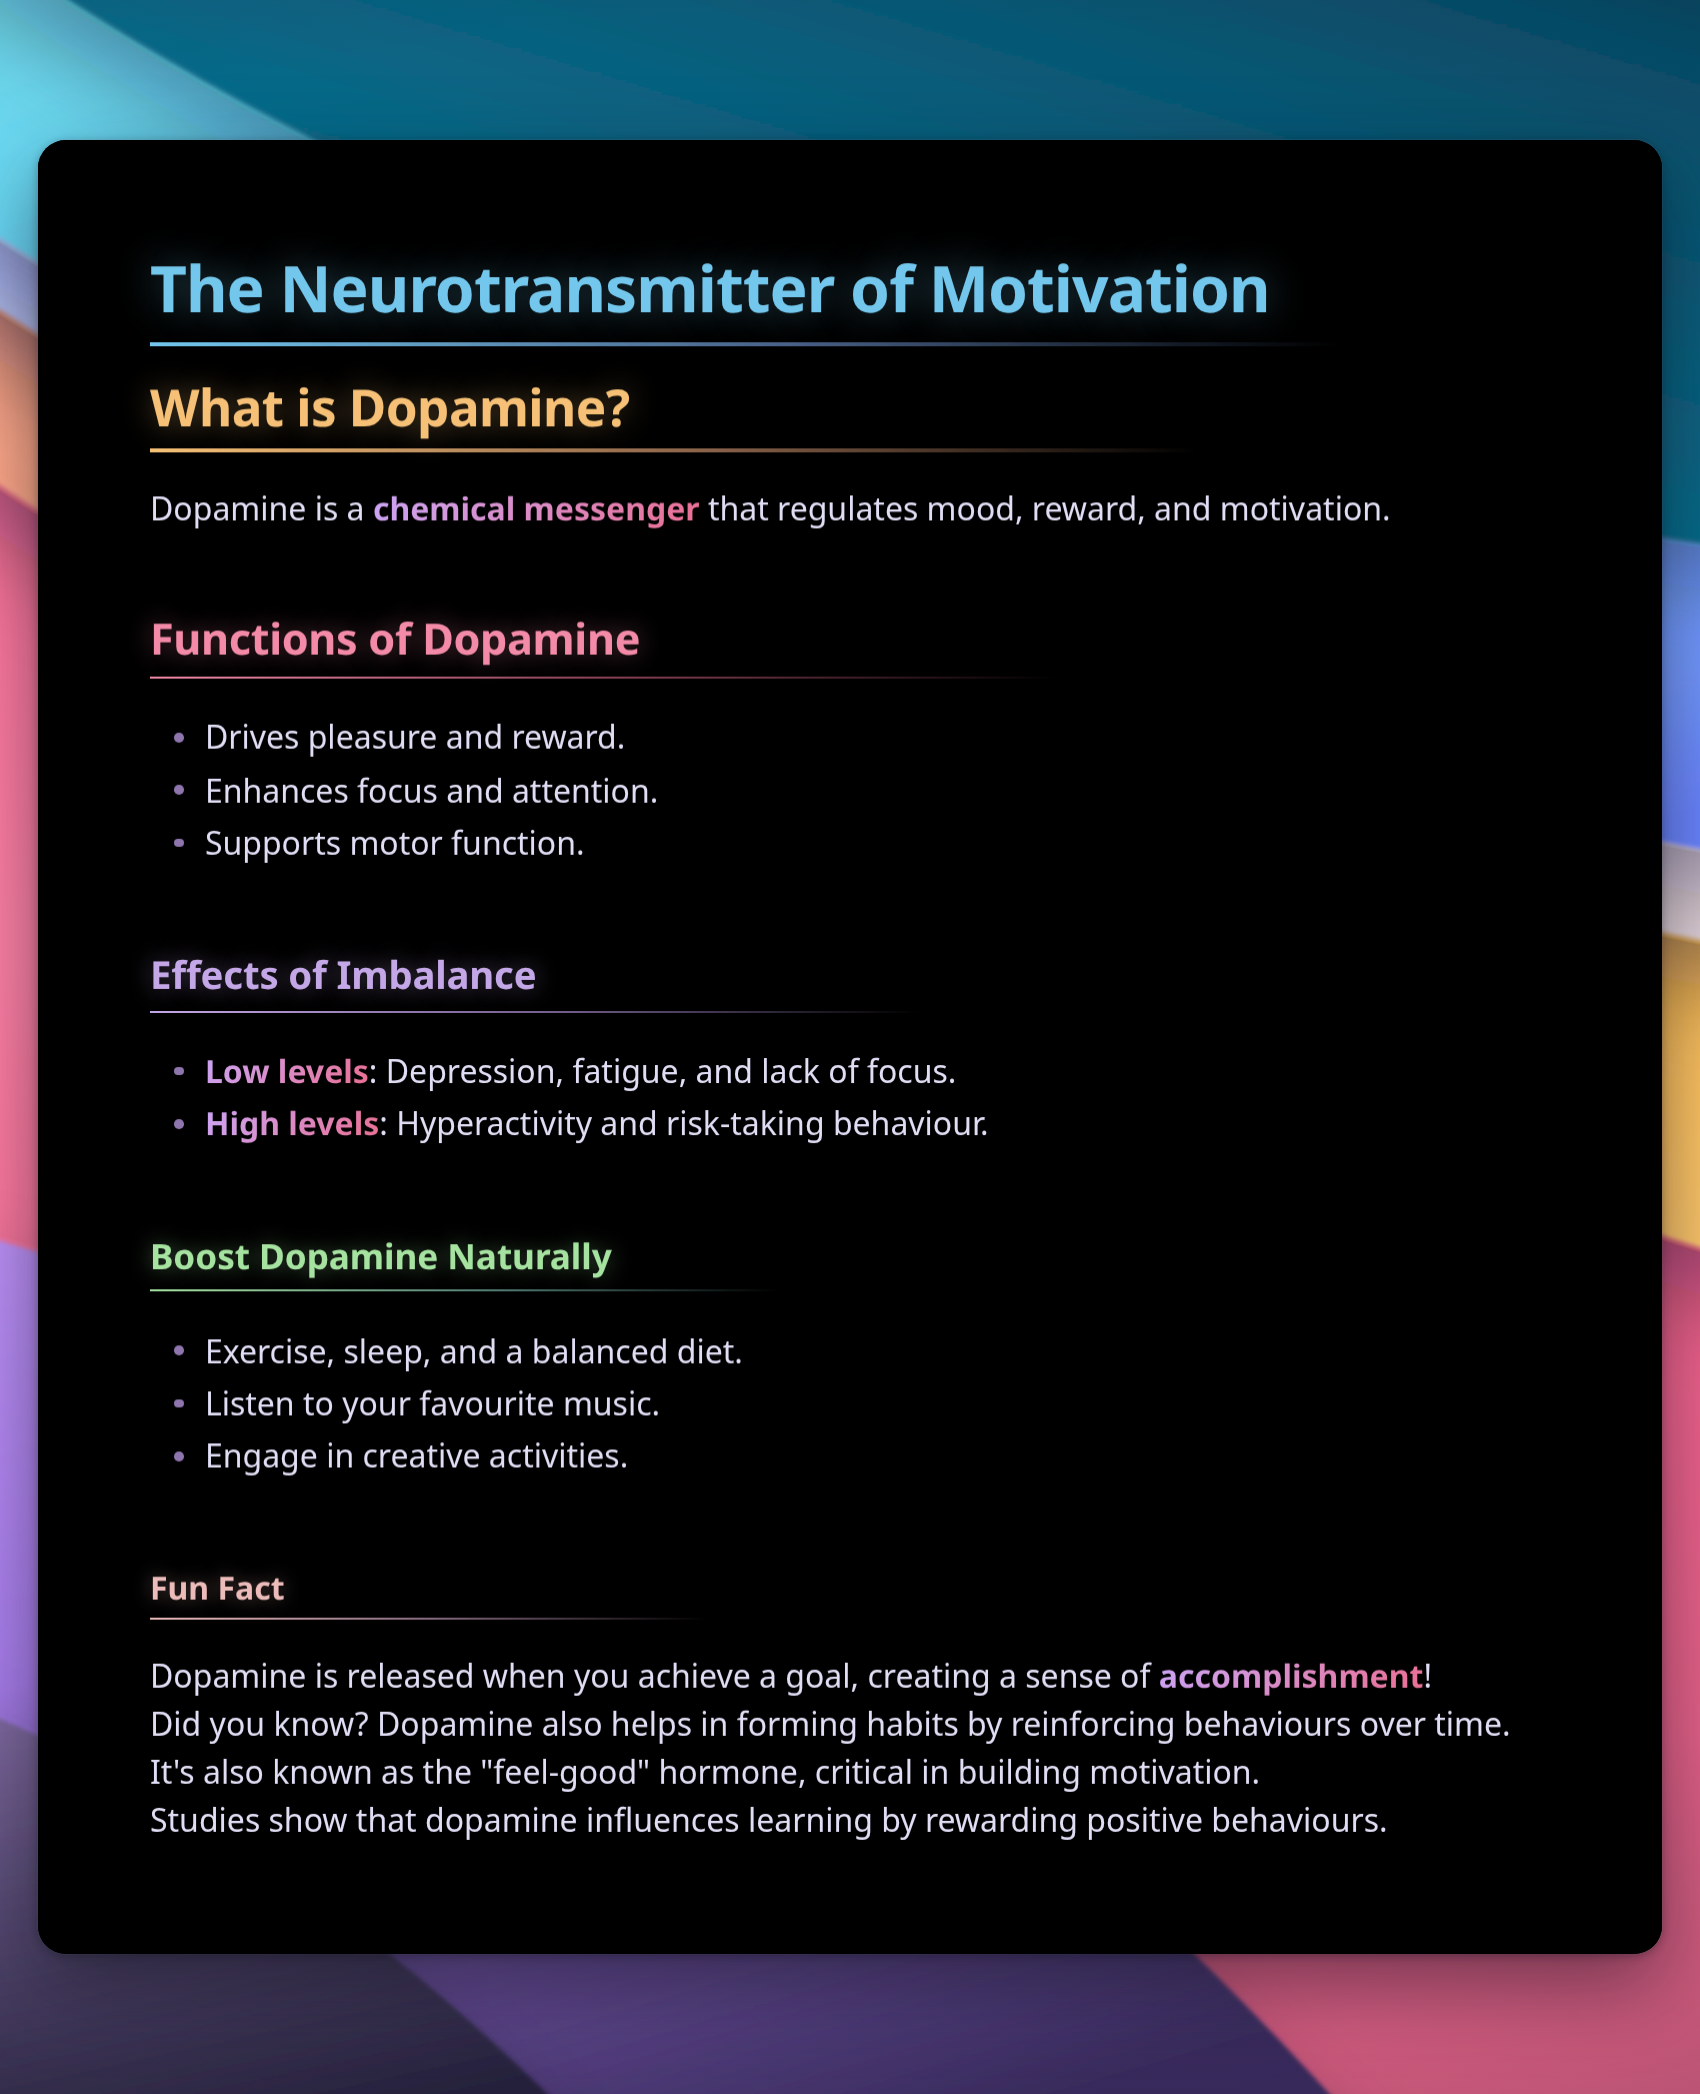 The Neurotransmitter of Motivation
What is Dopamine?
Dopamine is a chemical messenger that regulates mood, reward, and motivation.
Functions of Dopamine
• Drives pleasure and reward.
• Enhances focus and attention.
• Supports motor function.
Effects of Imbalance
• Low levels: Depression, fatigue, and lack of focus.
• High levels: Hyperactivity and risk-taking behaviour.
Boost Dopamine Naturally
• Exercise, sleep, and a balanced diet.
• Listen to your favourite music.
• Engage in creative activities.
Fun Fact
Dopamine is released when you achieve a goal, creating a sense of accomplishment!
Did you know? Dopamine also helps in forming habits by reinforcing behaviours over time.
It's also known as the "feel-good" hormone, critical in building motivation.
Studies show that dopamine influences learning by rewarding positive behaviours.